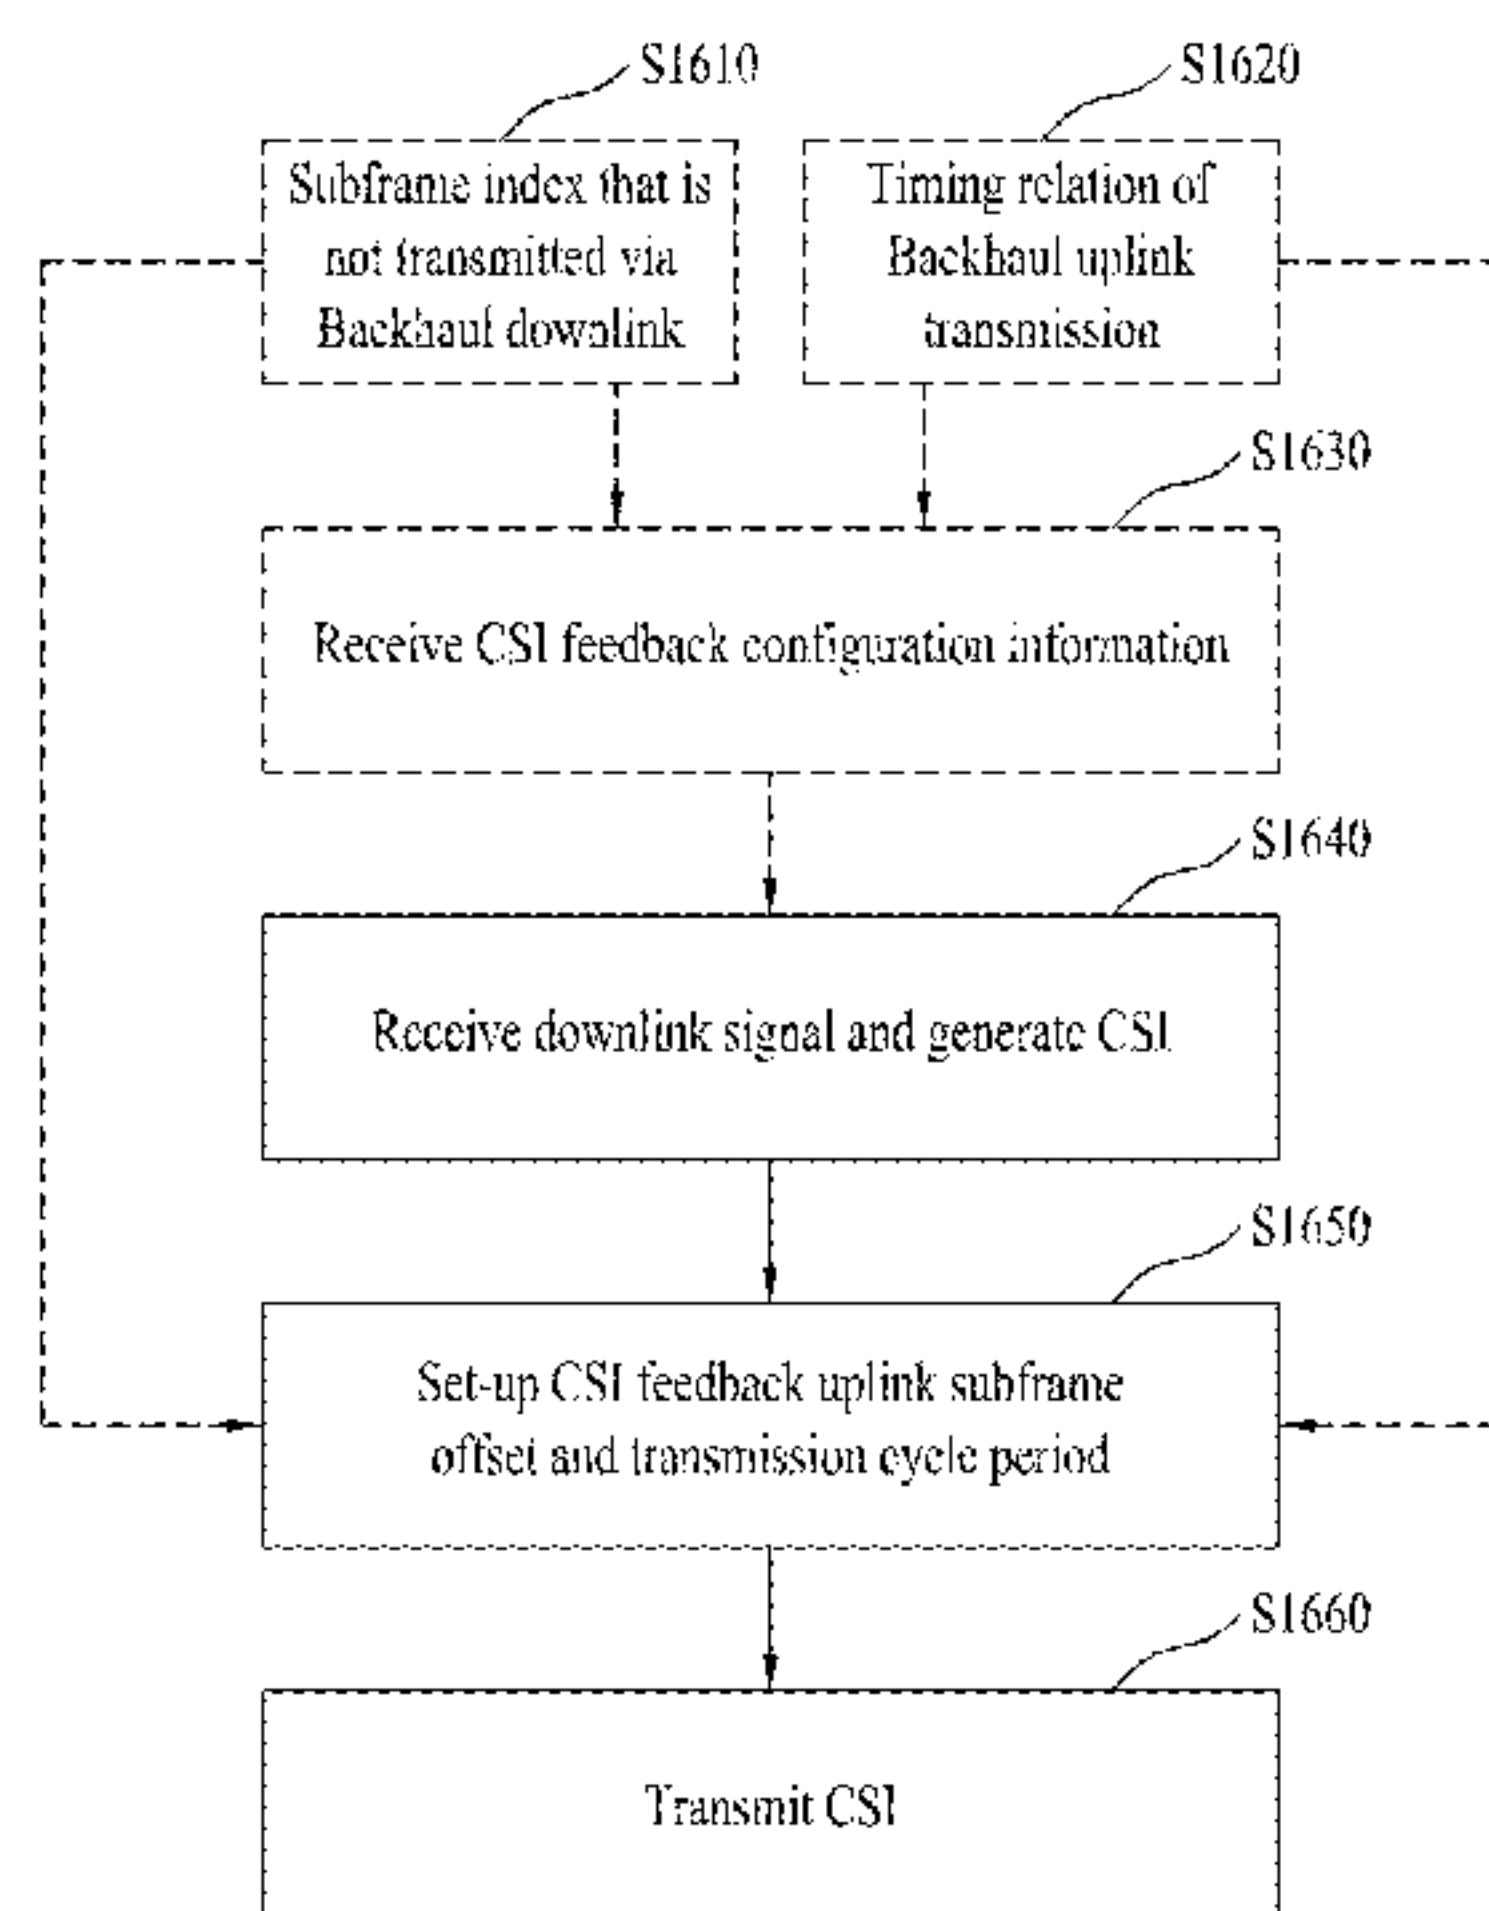 S1610
S1620
Subframe index that is
not transmitted via
Backhaul downlink
Timing relation of
Backhaul uplink
transmission
S1630
Receive CSI feedback configuration information
S1640
Receive downlink signal and generate CSI
S1650
Set-up CSI feedback uplink subframe
offset and transmission cycle period
S1660
Transmit CSI